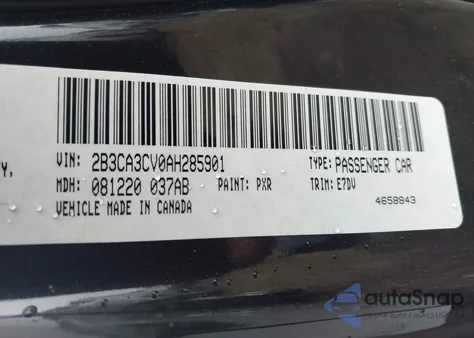 VIN: 2B3CA3CV0AH285901 TYPE: PASSENGER CAR
Y,
MDH: 081220 037AB PAINT: PXR TRIM: E7DV
VEHICLE MADE IN CANADA
4658843
autoSnap